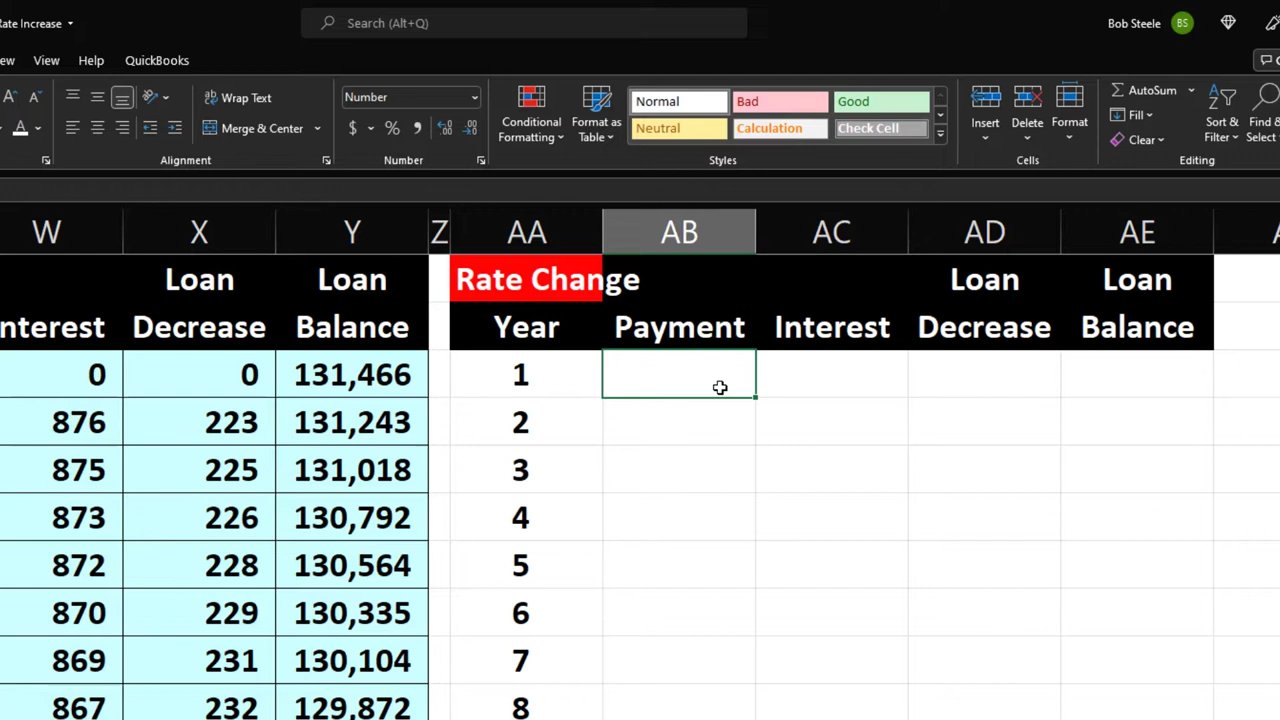 Rate Increase
Search (Alt+Q)
Bob Steele BS
View Help QuickBooks
A A
Wrap Text
Number
Conditional Formatting
Format as Table
Normal Bad Good
Neutral Calculation Check Cell
Insert Delete Format
AutoSum
Fill
Clear
Sort & Filter
Find & Select
A
Merge & Center
$ % ,
Alignment Number Styles Cells Editing
W X Y Z AA AB AC AD AE
Loan Loan Rate Change Loan Loan
nterest Decrease Balance Year Payment Interest Decrease Balance
0 0 131,466 1
876 223 131,243 2
875 225 131,018 3
873 226 130,792 4
872 228 130,564 5
870 229 130,335 6
869 231 130,104 7
867 232 129,872 8